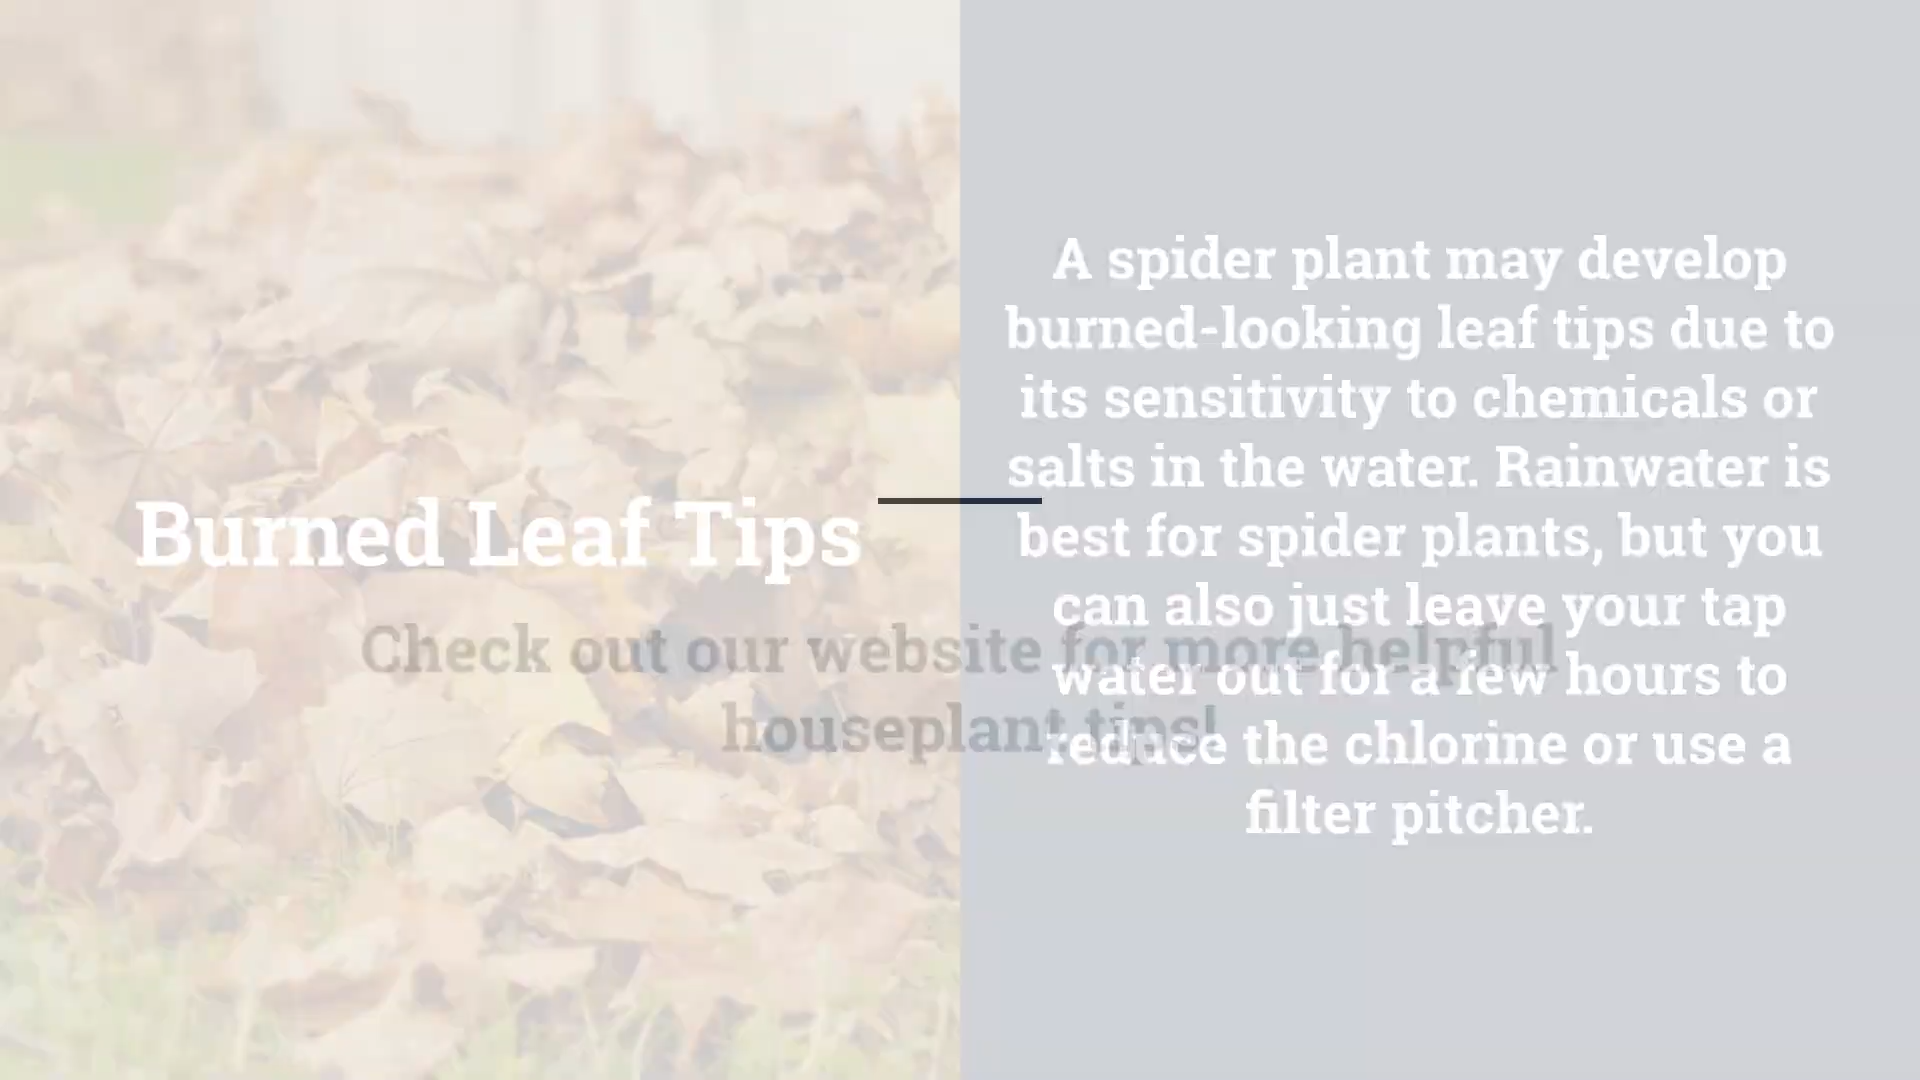 Burned Leaf Tips
A spider plant may develop
burned-looking leaf tips due to
its sensitivity to chemicals or
salts in the water. Rainwater is
best for spider plants, but you
can also just leave your tap
water out for a few hours to
reduce the chlorine or use a
filter pitcher.
Check out our website for more helpful
houseplant tips!